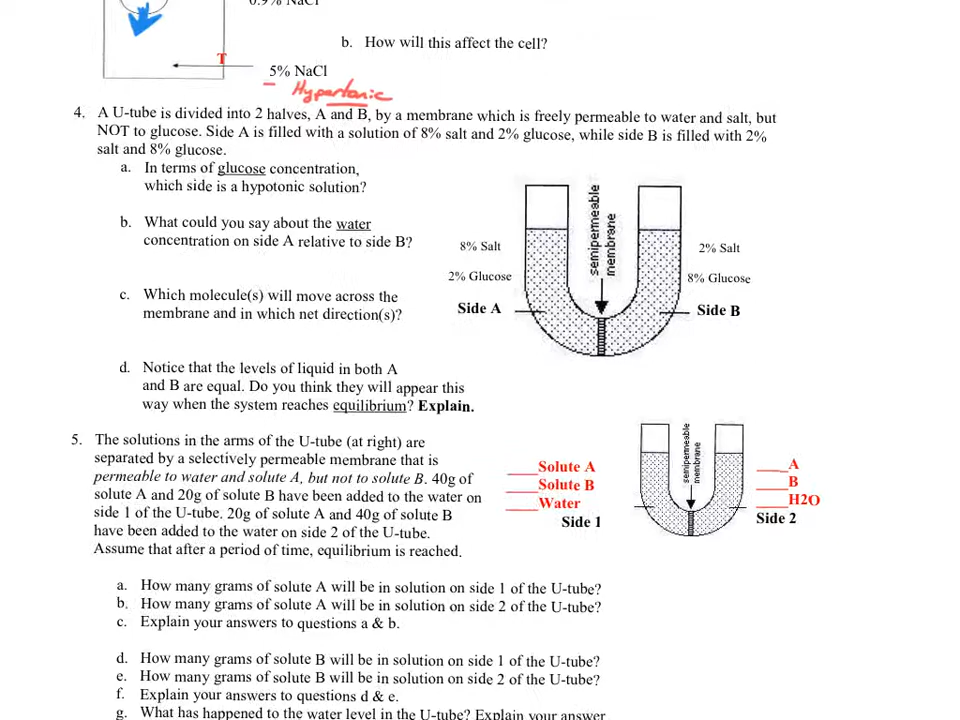 0.9% NaCl
b. How will this affect the cell?
T
5% NaCl
Hypertonic
4. A U-tube is divided into 2 halves, A and B, by a membrane which is freely permeable to water and salt, but
NOT to glucose. Side A is filled with a solution of 8% salt and 2% glucose, while side B is filled with 2%
salt and 8% glucose.
a. In terms of glucose concentration,
which side is a hypotonic solution?
b. What could you say about the water
concentration on side A relative to side B?
c. Which molecule(s) will move across the
membrane and in which net direction(s)?
d. Notice that the levels of liquid in both A
and B are equal. Do you think they will appear this
way when the system reaches equilibrium? Explain.
8% Salt
2% Glucose
Side A
semipermeable
membrane
2% Salt
8% Glucose
Side B
5. The solutions in the arms of the U-tube (at right) are
separated by a selectively permeable membrane that is
permeable to water and solute A, but not to solute B. 40g of
solute A and 20g of solute B have been added to the water on
side 1 of the U-tube. 20g of solute A and 40g of solute B
have been added to the water on side 2 of the U-tube.
Assume that after a period of time, equilibrium is reached.
___Solute A
___Solute B
___Water
Side 1
semipermeable
membrane
___A
___B
___H2O
Side 2
a. How many grams of solute A will be in solution on side 1 of the U-tube?
b. How many grams of solute A will be in solution on side 2 of the U-tube?
c. Explain your answers to questions a & b.
d. How many grams of solute B will be in solution on side 1 of the U-tube?
e. How many grams of solute B will be in solution on side 2 of the U-tube?
f. Explain your answers to questions d & e.
g. What has happened to the water level in the U-tube? Explain your answer